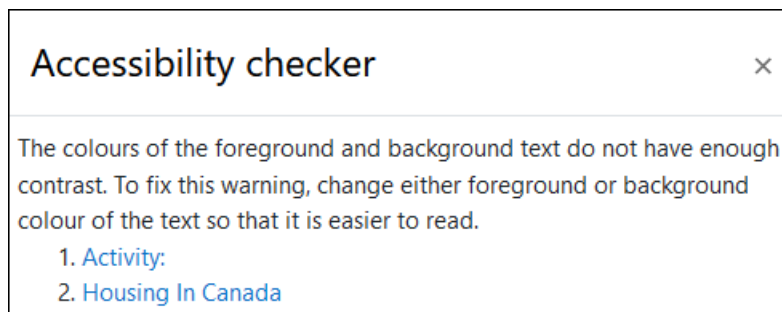 Accessibility checker ×
The colours of the foreground and background text do not have enough
contrast. To fix this warning, change either foreground or background
colour of the text so that it is easier to read.
1. Activity:
2. Housing In Canada